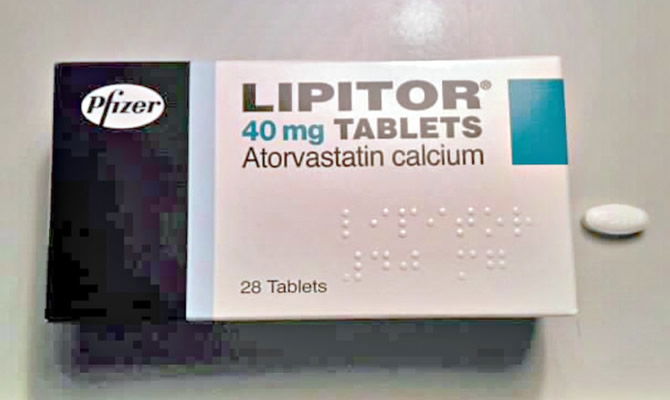 Pfizer
LIPITOR®
40 mg TABLETS
Atorvastatin calcium
28 Tablets